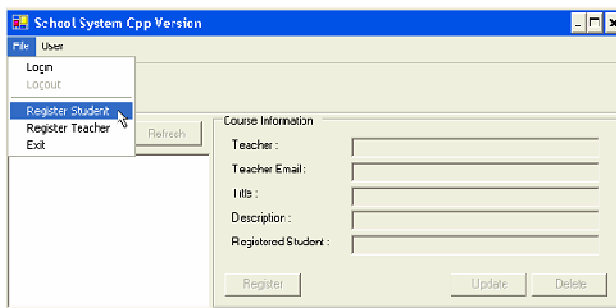 School System Cpp Version
File User
Login
Logout
Register Student
Register Teacher
Exit
Refresh
Course Information
Teacher :
Teacher Email :
Title :
Description :
Registered Student :
Register Update Delete